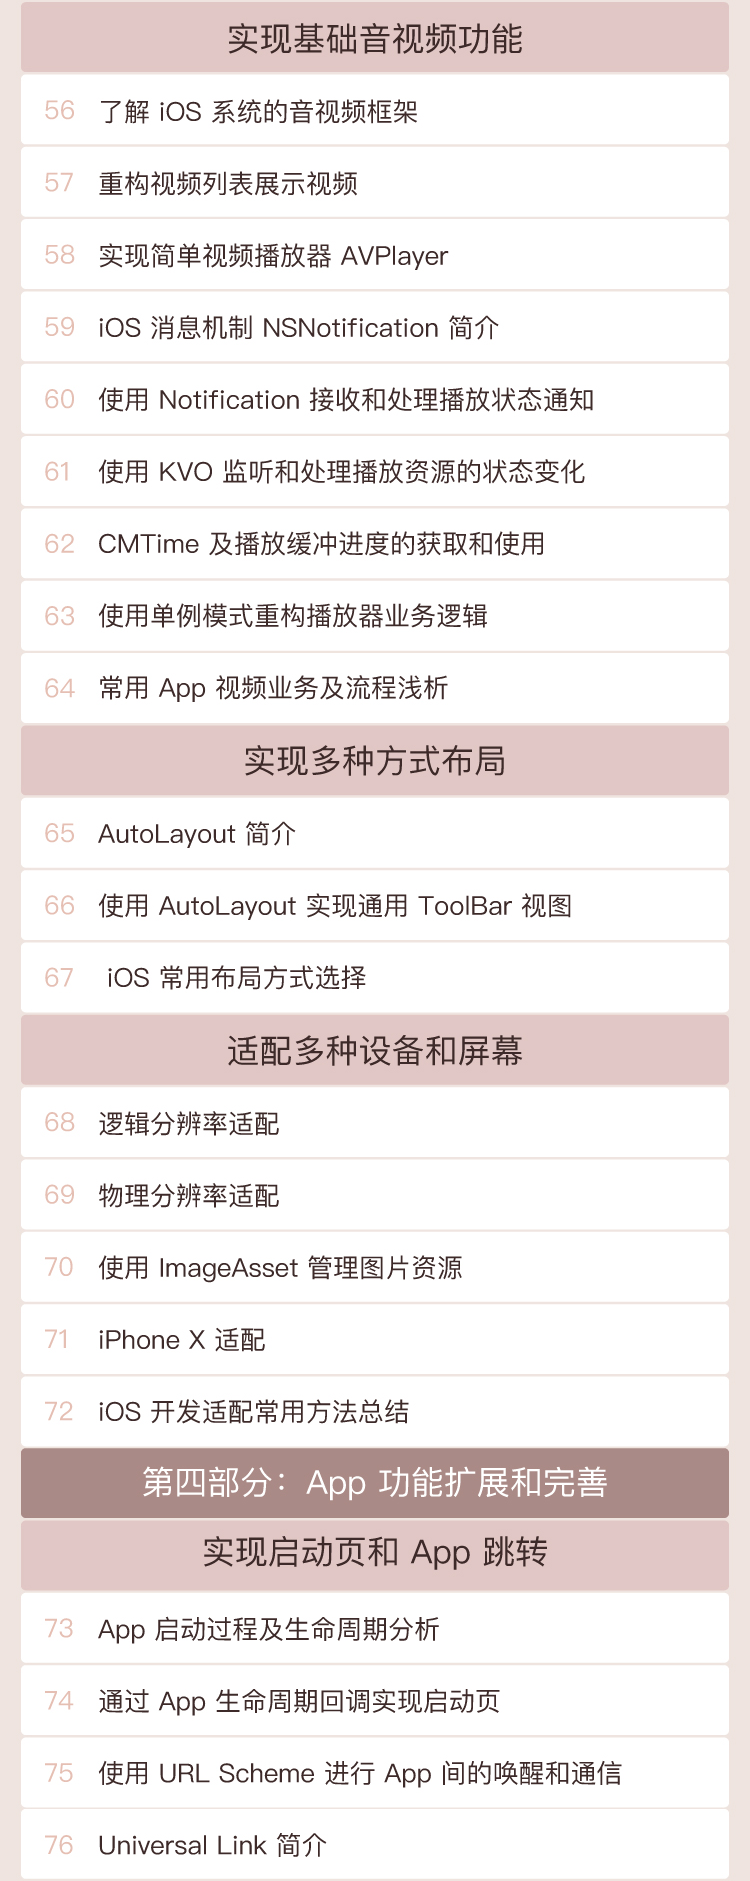 实现基础音视频功能
56 了解 iOS 系统的音视频框架
57 重构视频列表展示视频
58 实现简单视频播放器 AVPlayer
59 iOS 消息机制 NSNotification 简介
60 使用 Notification 接收和处理播放状态通知
61 使用 KVO 监听和处理播放资源的状态变化
62 CMTime 及播放缓冲进度的获取和使用
63 使用单例模式重构播放器业务逻辑
64 常用 App 视频业务及流程浅析
实现多种方式布局
65 AutoLayout 简介
66 使用 AutoLayout 实现通用 ToolBar 视图
67 iOS 常用布局方式选择
适配多种设备和屏幕
68 逻辑分辨率适配
69 物理分辨率适配
70 使用 ImageAsset 管理图片资源
71 iPhone X 适配
72 iOS 开发适配常用方法总结
第四部分：App 功能扩展和完善
实现启动页和 App 跳转
73 App 启动过程及生命周期分析
74 通过 App 生命周期回调实现启动页
75 使用 URL Scheme 进行 App 间的唤醒和通信
76 Universal Link 简介